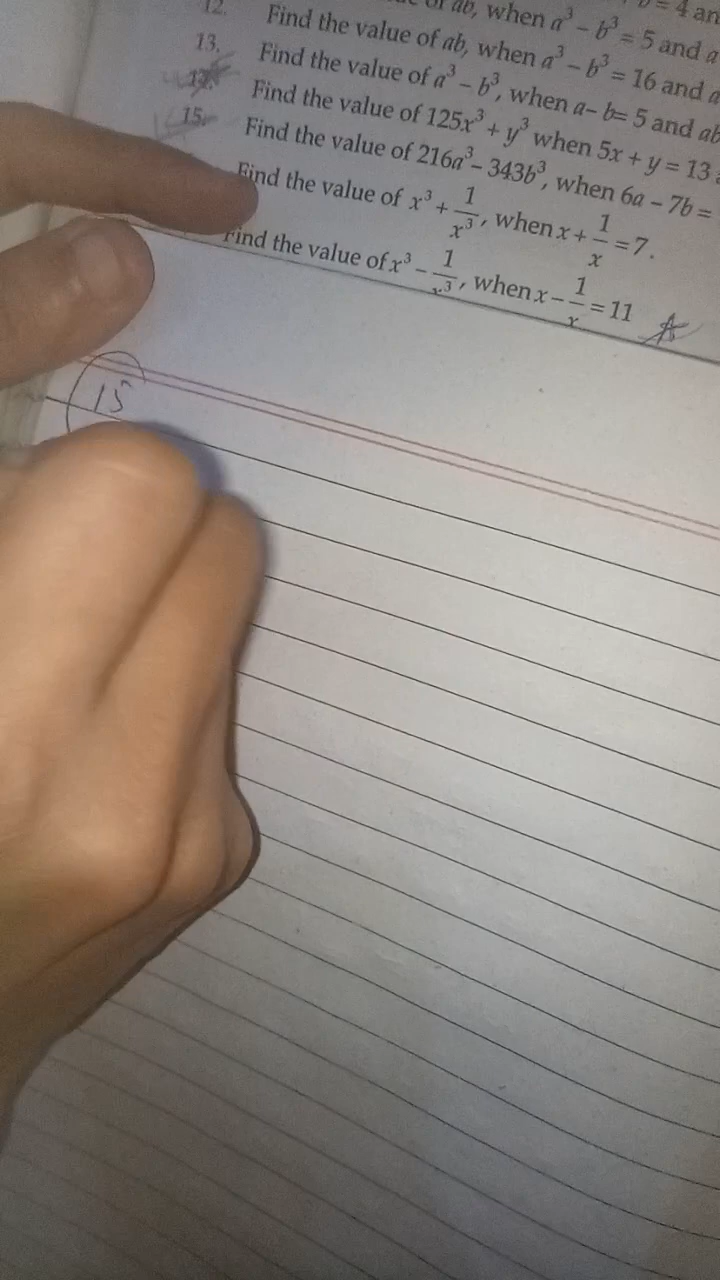 of ab, when a³ – b³ = 5 and a
b = 4 an
12. Find the value of ab, when a³ – b³ = 16 and a
13. Find the value of a³ – b³, when a – b = 5 and ab
Find the value of 125x³ + y³ when 5x + y = 13
15. Find the value of 216a³ – 343b³, when 6a – 7b =
Find the value of x³ + 1/x³, when x + 1/x = 7.
Find the value of x³ – 1/x³, when x – 1/x = 11
15